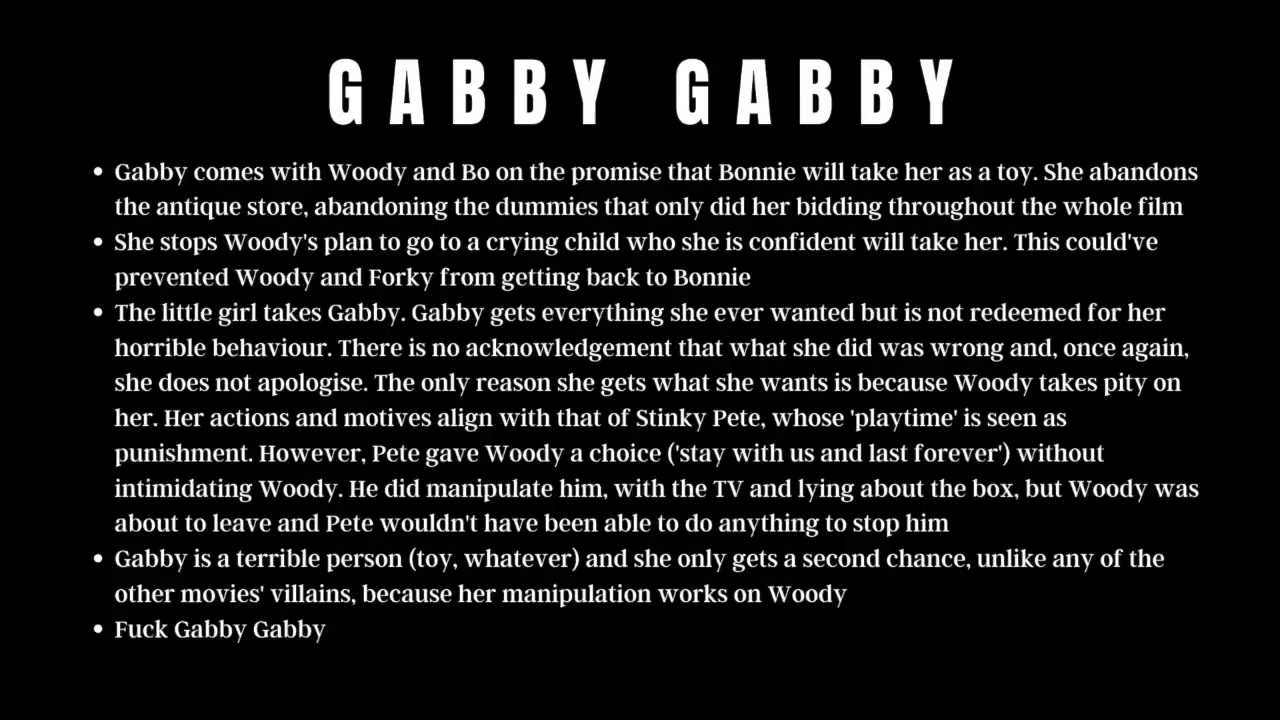 GABBY GABBY
• Gabby comes with Woody and Bo on the promise that Bonnie will take her as a toy. She abandons
the antique store, abandoning the dummies that only did her bidding throughout the whole film
• She stops Woody's plan to go to a crying child who she is confident will take her. This could've
prevented Woody and Forky from getting back to Bonnie
• The little girl takes Gabby. Gabby gets everything she ever wanted but is not redeemed for her
horrible behaviour. There is no acknowledgement that what she did was wrong and, once again,
she does not apologise. The only reason she gets what she wants is because Woody takes pity on
her. Her actions and motives align with that of Stinky Pete, whose 'playtime' is seen as
punishment. However, Pete gave Woody a choice ('stay with us and last forever') without
intimidating Woody. He did manipulate him, with the TV and lying about the box, but Woody was
about to leave and Pete wouldn't have been able to do anything to stop him
• Gabby is a terrible person (toy, whatever) and she only gets a second chance, unlike any of the
other movies' villains, because her manipulation works on Woody
• Fuck Gabby Gabby